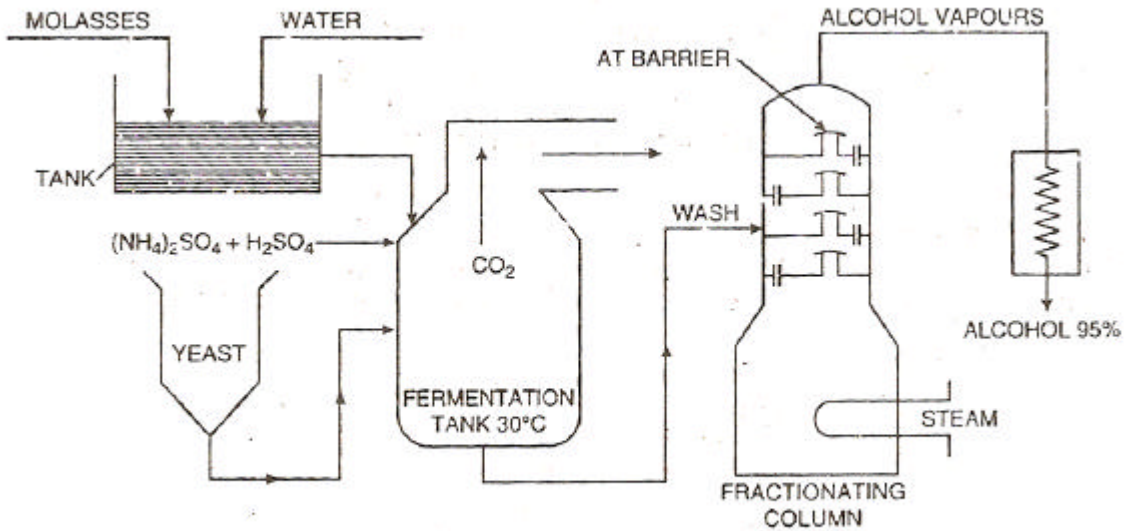 MOLASSES
WATER
ALCOHOL VAPOURS
AT BARRIER
TANK
WASH
(NH₄)₂SO₄ + H₂SO₄
CO₂
YEAST
ALCOHOL 95%
FERMENTATION
TANK 30°C
STEAM
FRACTIONATING
COLUMN